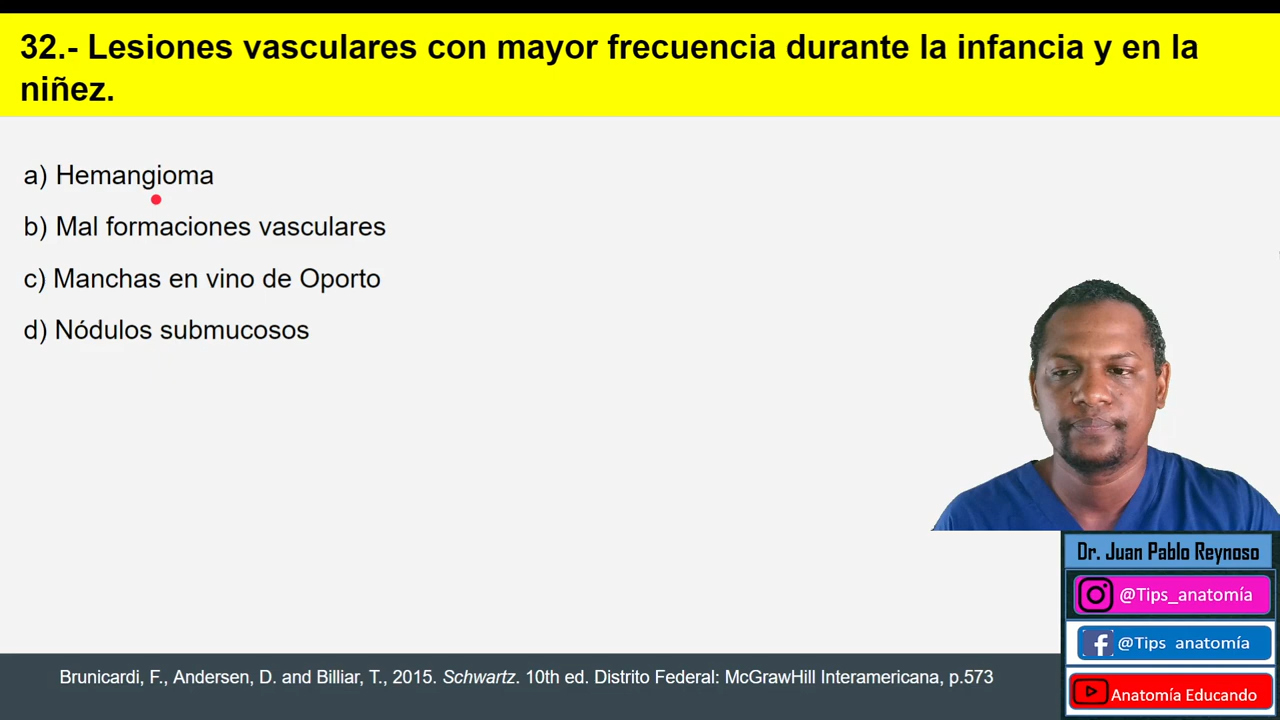 32.- Lesiones vasculares con mayor frecuencia durante la infancia y en la
niñez.
a) Hemangioma
b) Mal formaciones vasculares
c) Manchas en vino de Oporto
d) Nódulos submucosos
Dr. Juan Pablo Reynoso
@Tips_anatomía
@Tips anatomía
Anatomía Educando
Brunicardi, F., Andersen, D. and Billiar, T., 2015. Schwartz. 10th ed. Distrito Federal: McGrawHill Interamericana, p.573